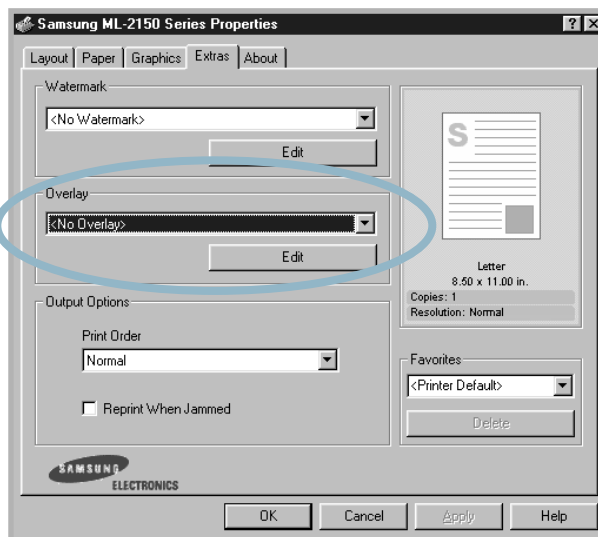 Samsung ML-2150 Series Properties
Layout Paper Graphics Extras About
Watermark
<No Watermark>
Edit
Overlay
<No Overlay>
Edit
Output Options
Print Order
Normal
Reprint When Jammed
S
Letter
8.50 x 11.00 in.
Copies: 1
Resolution: Normal
Favorites
<Printer Default>
Delete
SAMSUNG
ELECTRONICS
OK Cancel Apply Help